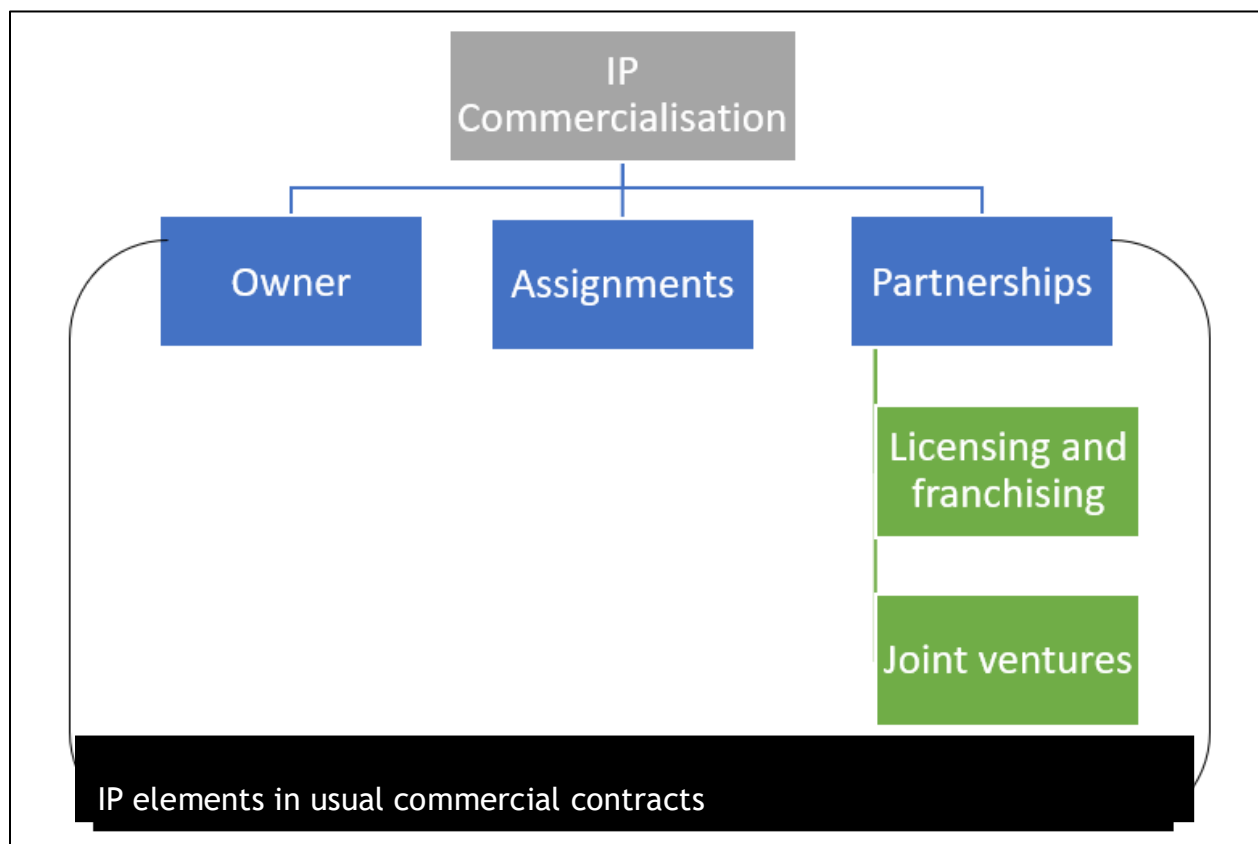 IP
Commercialisation
Owner
Assignments
Partnerships
Licensing and
franchising
Joint ventures
IP elements in usual commercial contracts